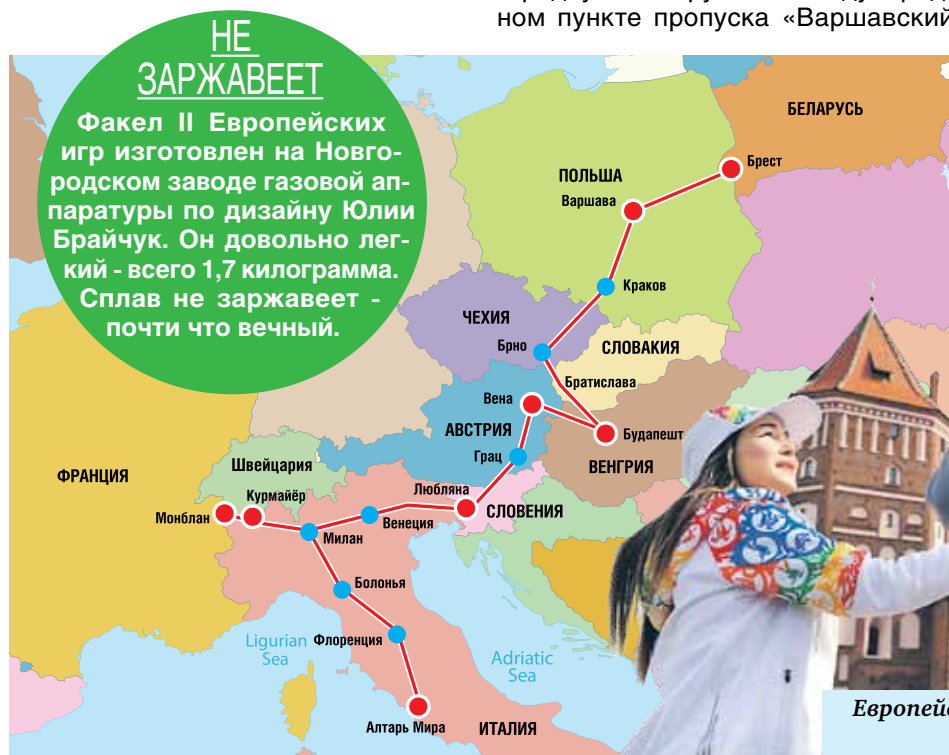 ном пункте пропуска «Варшавский
НЕ
ЗАРЖАВЕЕТ
Факел II Европейских
игр изготовлен на Новго-
родском заводе газовой ап-
паратуры по дизайну Юлии
Брайчук. Он довольно лег-
кий - всего 1,7 килограмма.
Сплав не заржавеет -
почти что вечный.
БЕЛАРУСЬ
Брест
ПОЛЬША
Варшава
Краков
ЧЕХИЯ
Брно
СЛОВАКИЯ
Братислава
Вена
АВСТРИЯ
Будапешт
Грац
ВЕНГРИЯ
ФРАНЦИЯ
Швейцария
Курмайёр
Любляна
СЛОВЕНИЯ
Монблан
Венеция
Милан
Болонья
Ligurian
Sea
Флоренция
Adriatic
Sea
Алтарь Мира
ИТАЛИЯ
Европейс